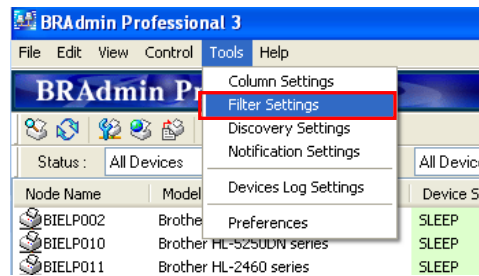 BRAdmin Professional 3
File Edit View Control Tools Help
Column Settings
BRAdmin Pr
Filter Settings
Discovery Settings
Notification Settings
Status : All Devices All Devic
Devices Log Settings
Node Name Model Device S
Preferences
BIELP002 Brothe SLEEP
BIELP010 Brother HL-5250DN series SLEEP
BIELP011 Brother HL-2460 series SLEEP